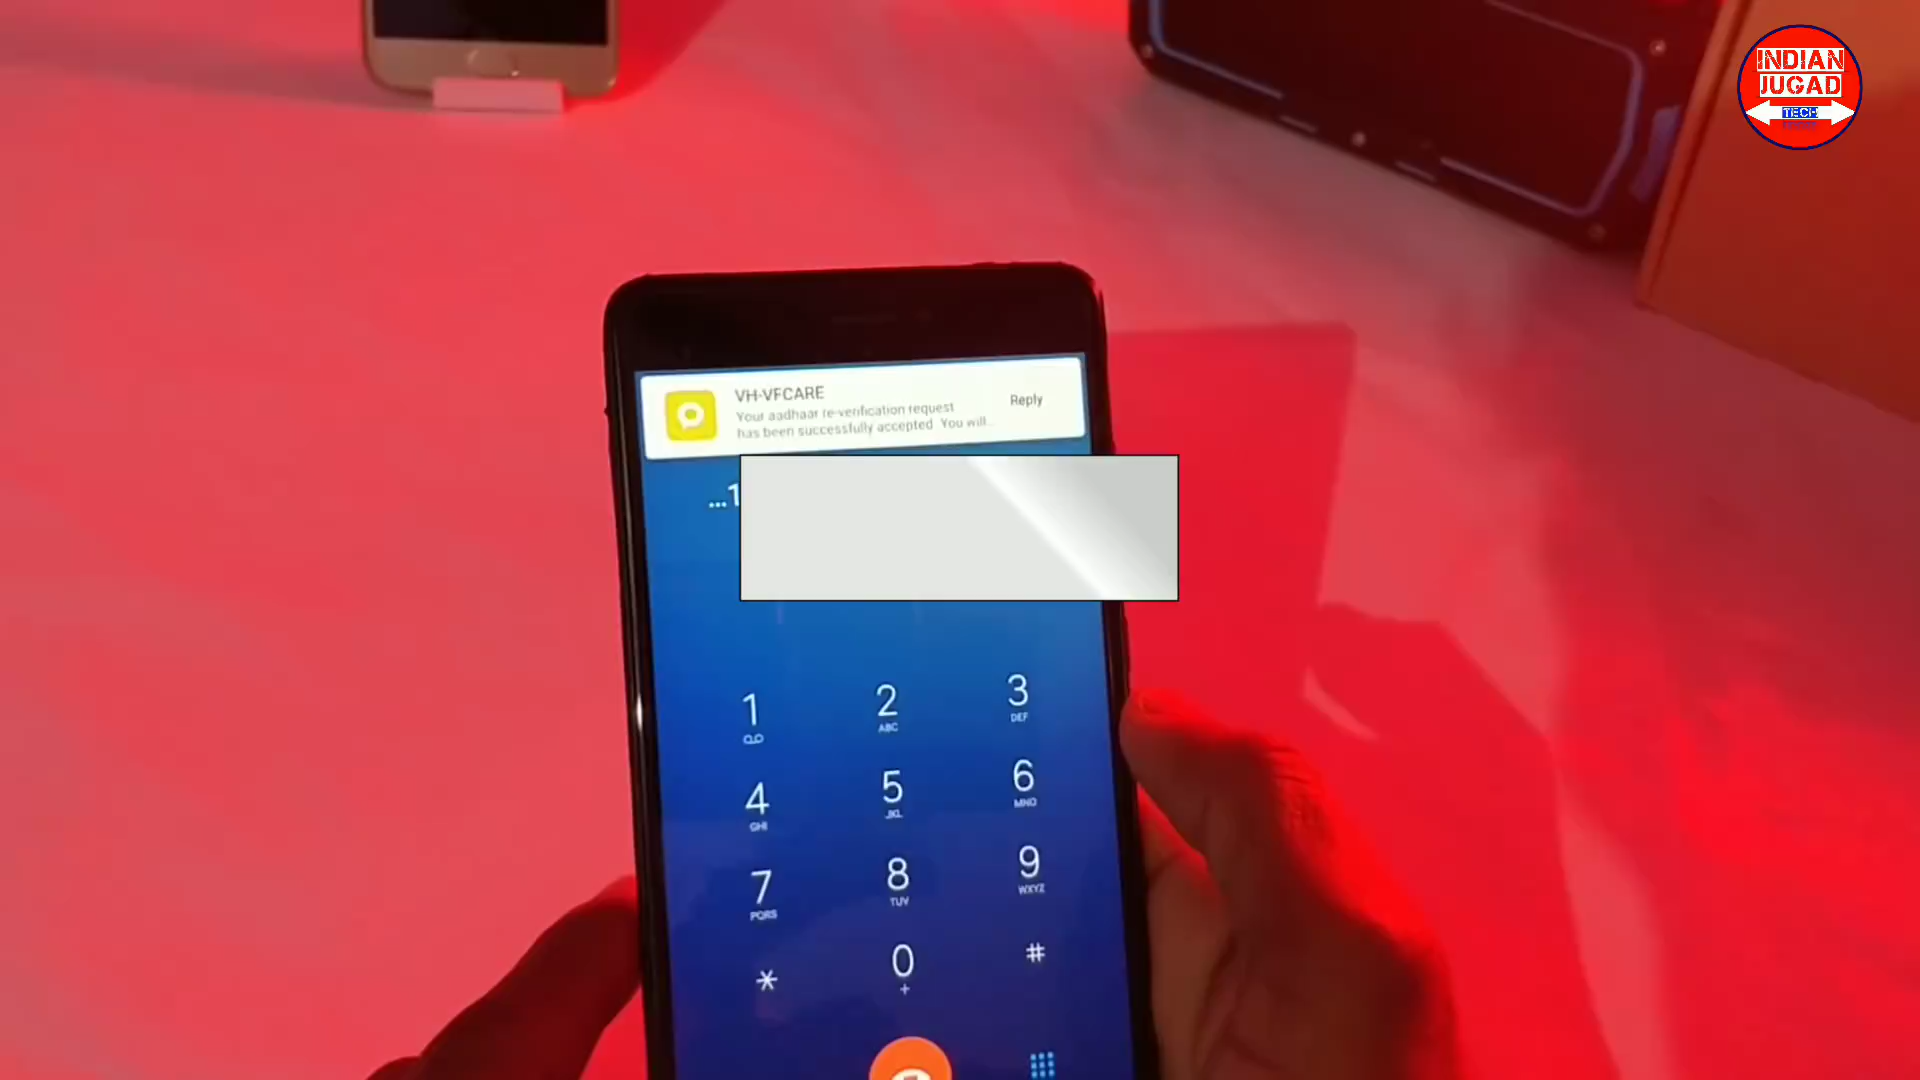 INDIAN
JUGAD
TECH
VH-VFCARE
Your aadhaar re-verification request
has been successfully accepted. You will...
Reply
...1
1
2
ABC
3
DEF
4
GHI
5
JKL
6
MNO
7
PQRS
8
TUV
9
WXYZ
*
0
+
#